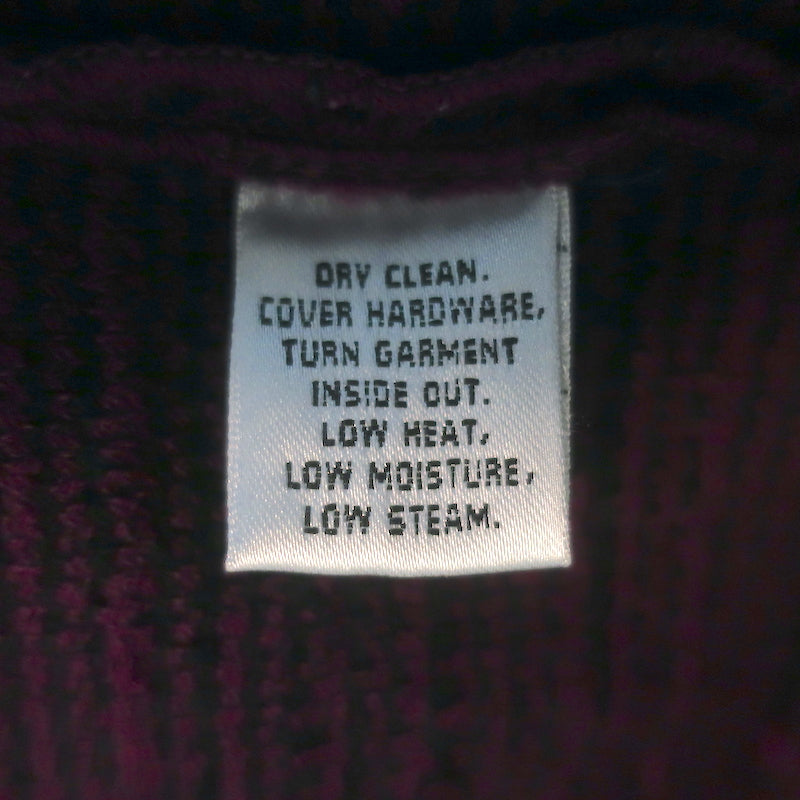 DRY CLEAN.
COVER HARDWARE,
TURN GARMENT
INSIDE OUT.
LOW HEAT,
LOW MOISTURE,
LOW STEAM.